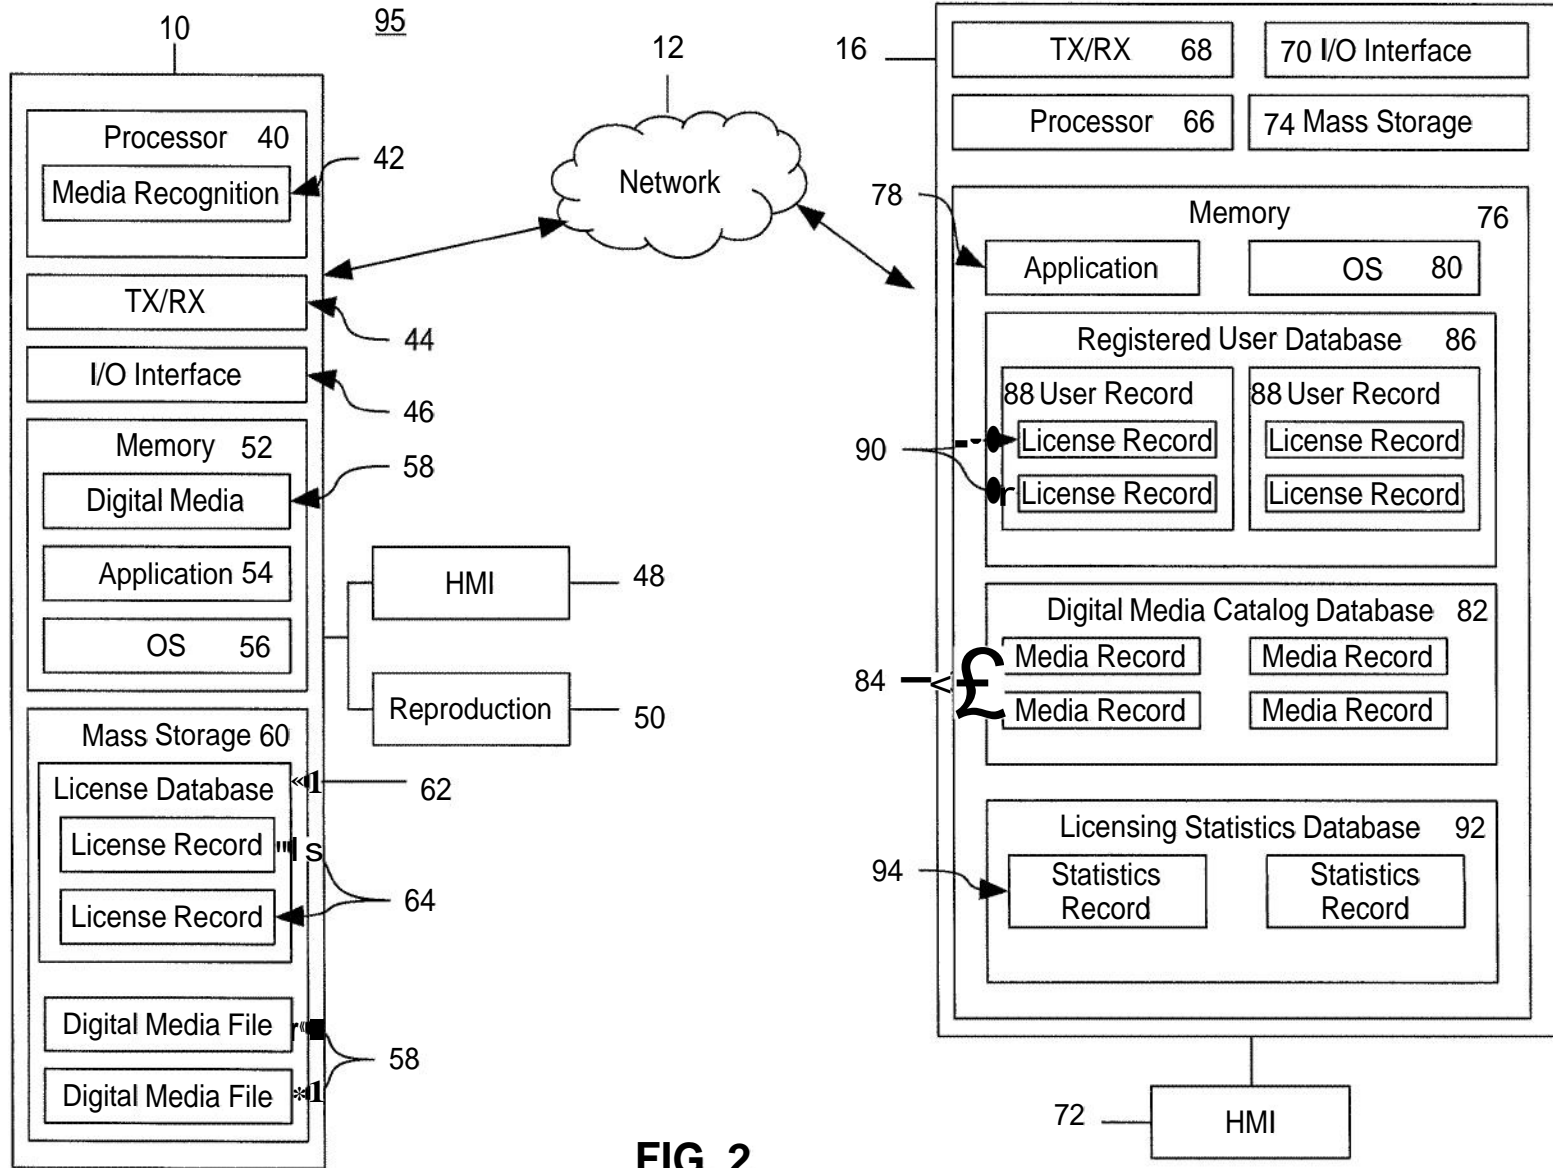 10
95
Processor 40
Media Recognition
42
TX/RX
44
I/O Interface
46
Memory 52
Digital Media
58
Application 54
OS 56
HMI
48
Reproduction
50
Mass Storage 60
License Database
62
License Record
License Record
64
Digital Media File
Digital Media File
58
12
Network
16
TX/RX 68
70 I/O Interface
Processor 66
74 Mass Storage
Memory 76
78
Application
OS 80
Registered User Database 86
88 User Record
License Record
License Record
90
88 User Record
License Record
License Record
Digital Media Catalog Database 82
Media Record
Media Record
Media Record
Media Record
84
Licensing Statistics Database 92
94
Statistics
Record
Statistics
Record
72
HMI
FIG. 2